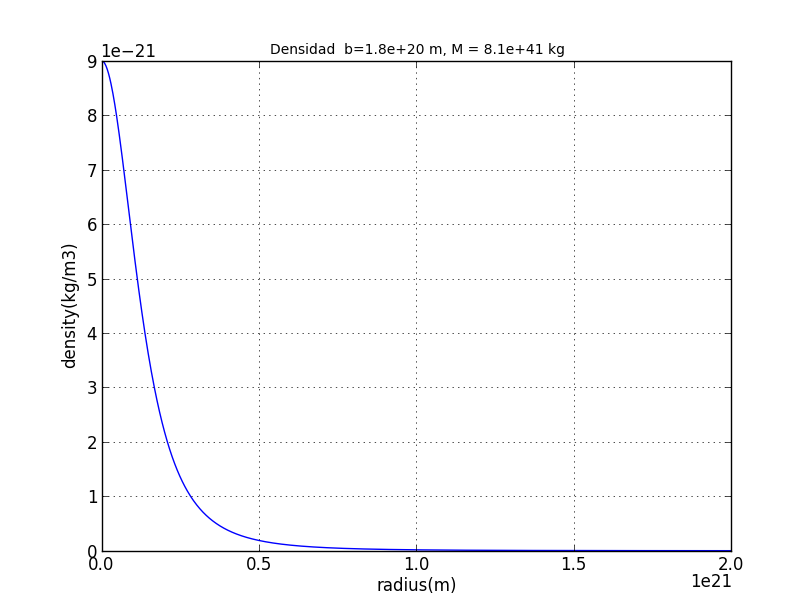 Densidad b=1.8e+20 m, M = 8.1e+41 kg
1e−21
9
8
7
6
5
4
3
2
1
0
density(kg/m3)
0.0 0.5 1.0 1.5 2.0
1e21
radius(m)